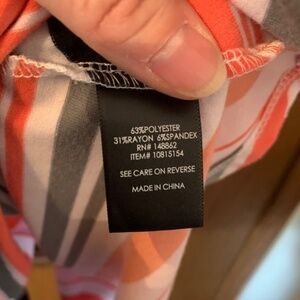 63%POLYESTER
31%RAYON 6%SPANDEX
RN# 148862
ITEM# 10815154
SEE CARE ON REVERSE
MADE IN CHINA